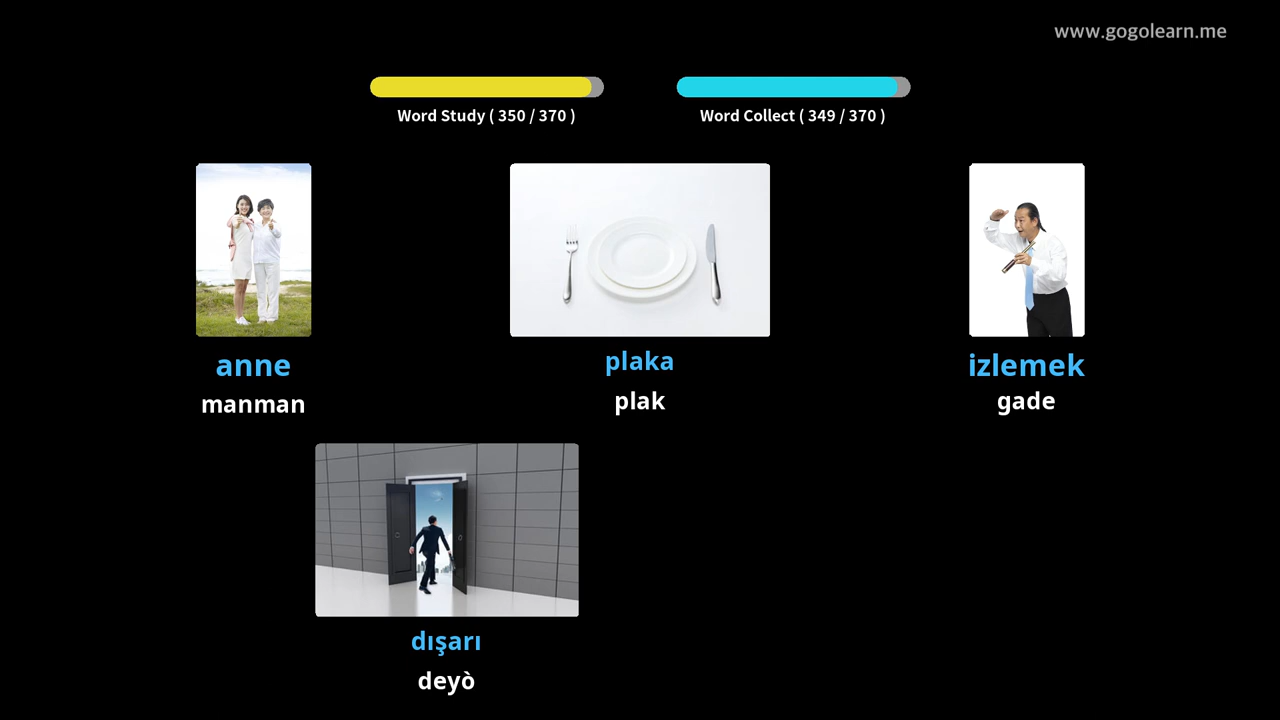 www.gogolearn.me
Word Study ( 350 / 370 )
Word Collect ( 349 / 370 )
anne
manman
plaka
plak
izlemek
gade
dışarı
deyò